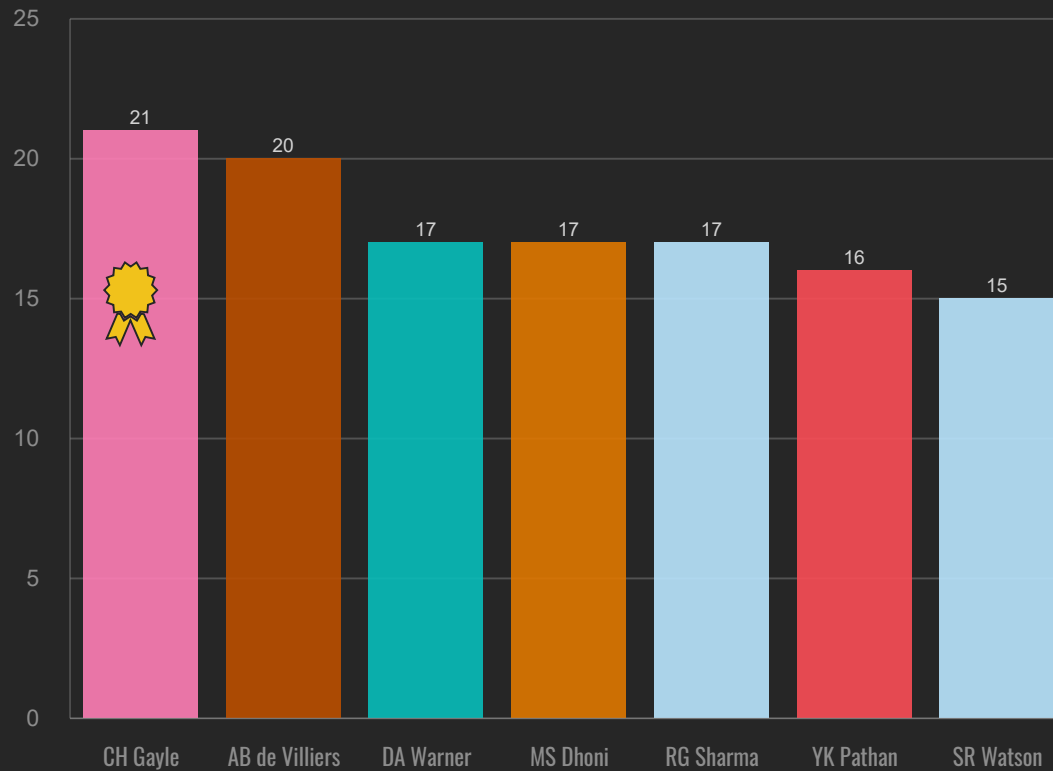 25
20
15
10
5
0
21
20
17
17
17
16
15
CH Gayle
AB de Villiers
DA Warner
MS Dhoni
RG Sharma
YK Pathan
SR Watson